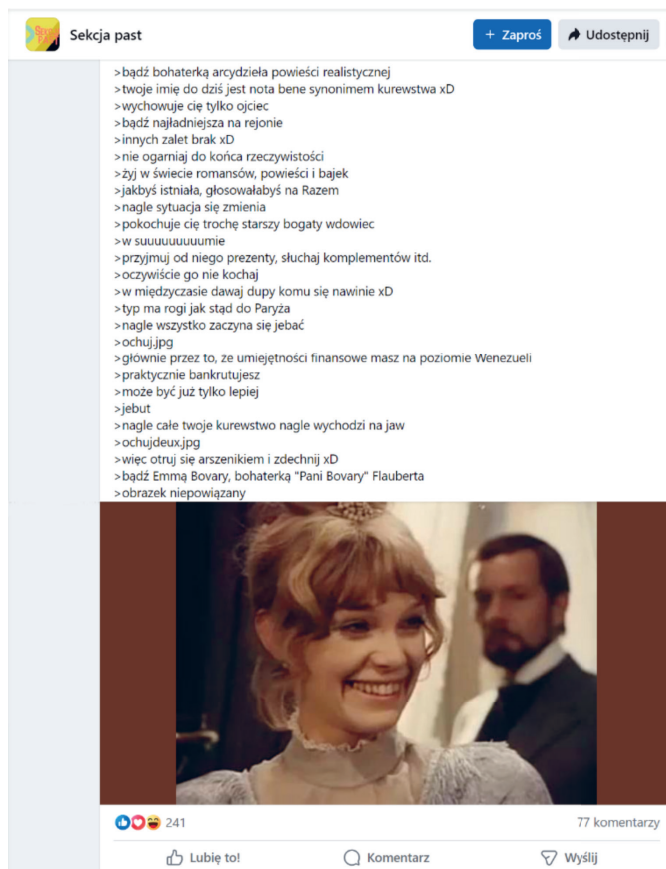 Sekcja past
+ Zaproś
Udostępnij
>bądź bohaterką arcydzieła powieści realistycznej
>twoje imię do dziś jest nota bene synonimem kurewstwa xD
>wychowuje cię tylko ojciec
>bądź najładniejsza na rejonie
>innych zalet brak xD
>nie ogarniaj do końca rzeczywistości
>żyj w świecie romansów, powieści i bajek
>jakbyś istniała, głosowałabyś na Razem
>nagle sytuacja się zmienia
>pokochuje cię trochę starszy bogaty wdowiec
>w suuuuuuuuumie
>przyjmuj od niego prezenty, słuchaj komplementów itd.
>oczywiście go nie kochaj
>w międzyczasie dawaj dupy komu się nawinie xD
>typ ma rogi jak stąd do Paryża
>nagle wszystko zaczyna się jebać
>ochuj.jpg
>głównie przez to, że umiejętności finansowe masz na poziomie Wenezueli
>praktycznie bankrutujesz
>może być już tylko lepiej
>jebut
>nagle całe twoje kurewstwo nagle wychodzi na jaw
>ochujdeux.jpg
>więc otruj się arszenikiem i zdechnij xD
>bądź Emmą Bovary, bohaterką "Pani Bovary" Flauberta
>obrazek niepowiązany
241
77 komentarzy
Lubię to!
Komentarz
Wyślij